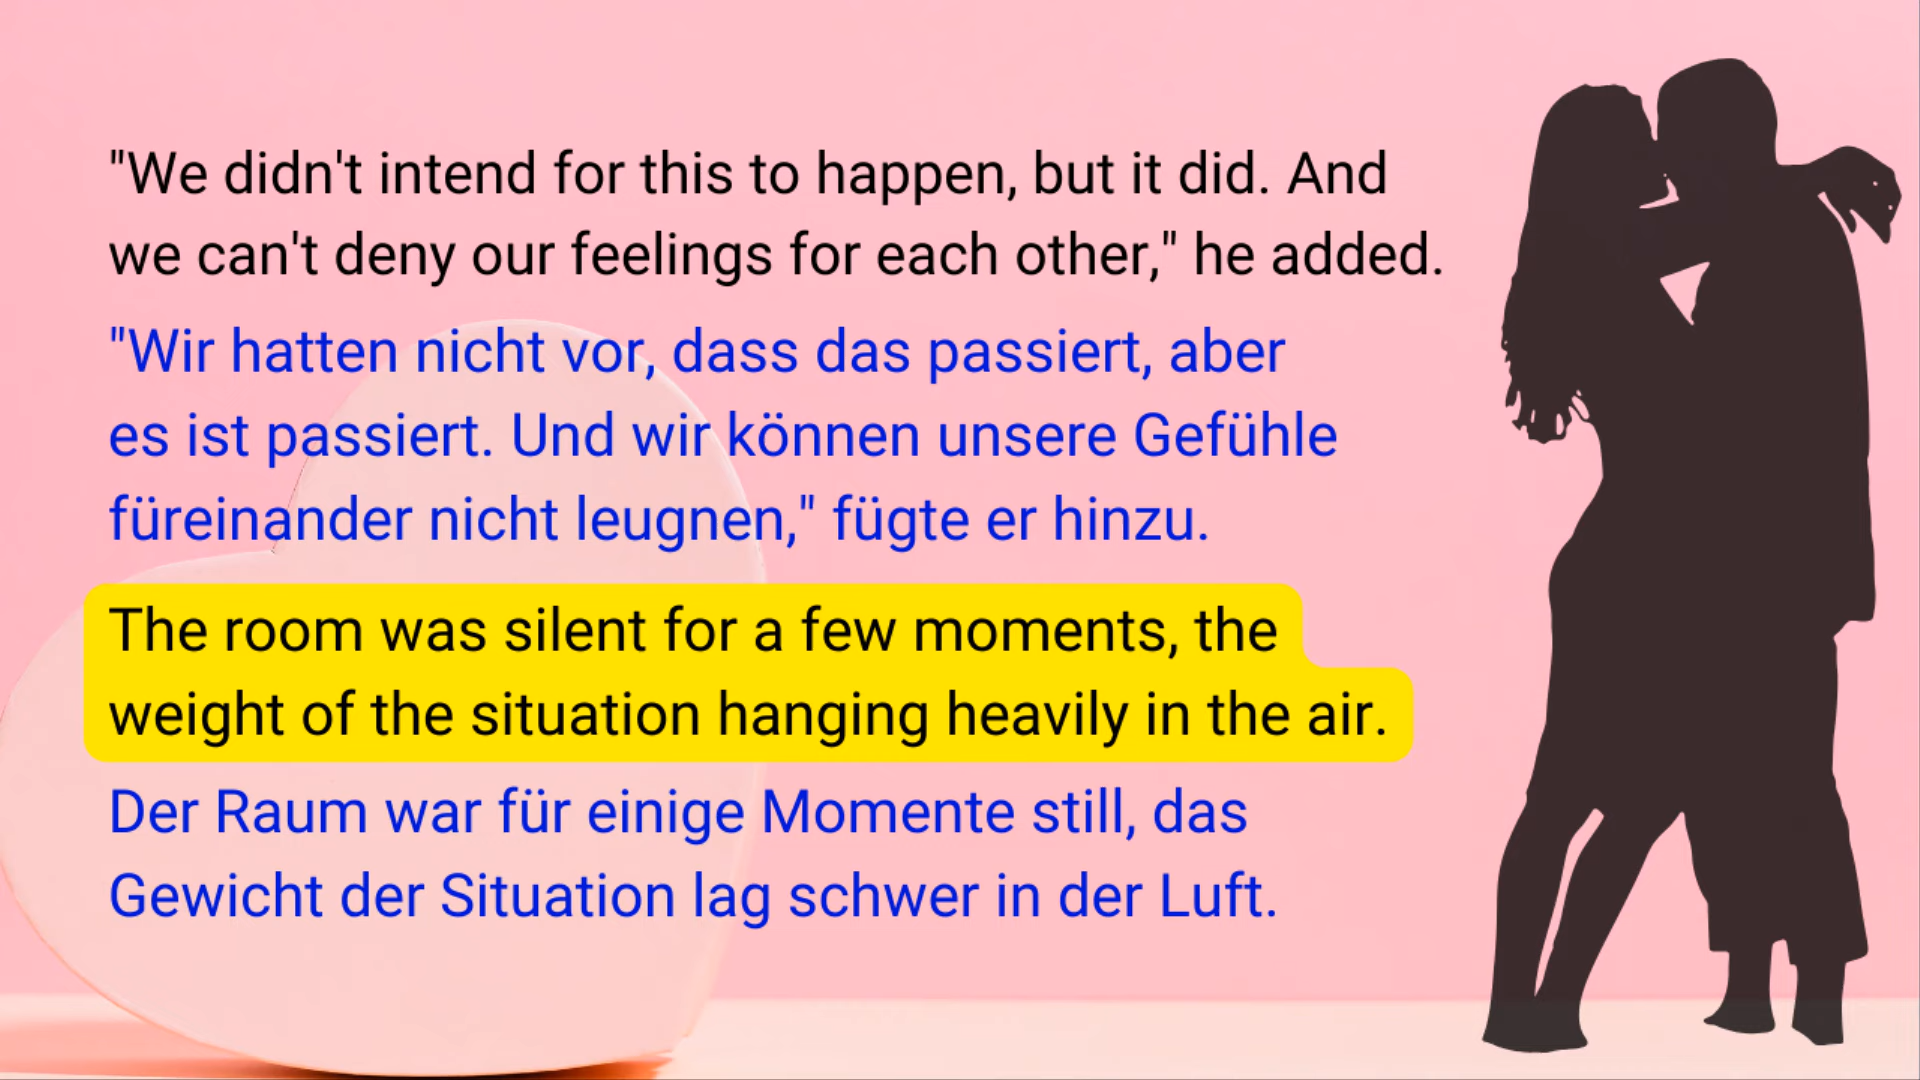 "We didn't intend for this to happen, but it did. And
we can't deny our feelings for each other," he added.
"Wir hatten nicht vor, dass das passiert, aber
es ist passiert. Und wir können unsere Gefühle
füreinander nicht leugnen," fügte er hinzu.
The room was silent for a few moments, the
weight of the situation hanging heavily in the air.
Der Raum war für einige Momente still, das
Gewicht der Situation lag schwer in der Luft.